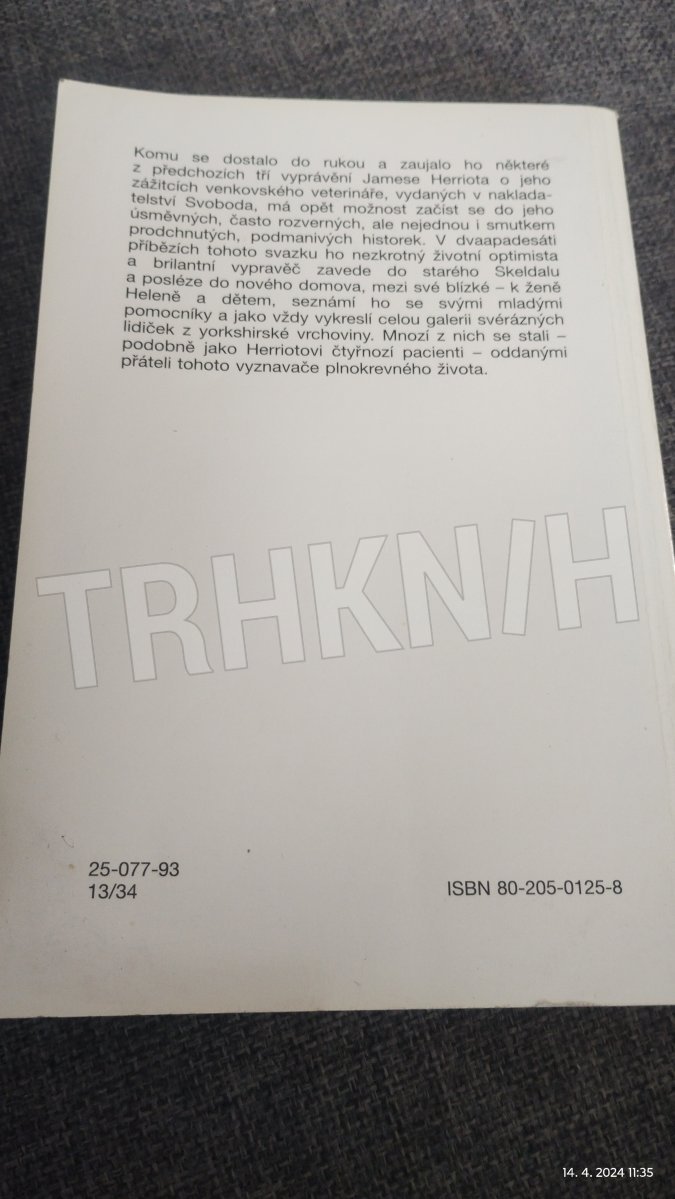 Komu se dostalo do rukou a zaujalo ho některé
z předchozích tří vyprávění Jamese Herriota o jeho
zážitcích venkovského veterináře, vydaných v naklada-
telství Svoboda, má opět možnost začíst se do jeho
úsměvných, často rozverných, ale nejednou i smutkem
prodchnutých, podmanivých historek. V dvaapadesáti
příbězích tohoto svazku ho nezkrotný životní optimista
a brilantní vypravěč zavede do starého Skeldalu
a posléze do nového domova, mezi své blízké – k ženě
Heleně a dětem, seznámí ho se svými mladými
pomocníky a jako vždy vykreslí celou galerii svérázných
lidiček z yorkshirské vrchoviny. Mnozí z nich se stali –
podobně jako Herriotovi čtyřnozí pacienti – oddanými
přáteli tohoto vyznavače plnokrevného života.
TRHKNIH
25-077-93
13/34
ISBN 80-205-0125-8
14. 4. 2024 11:35